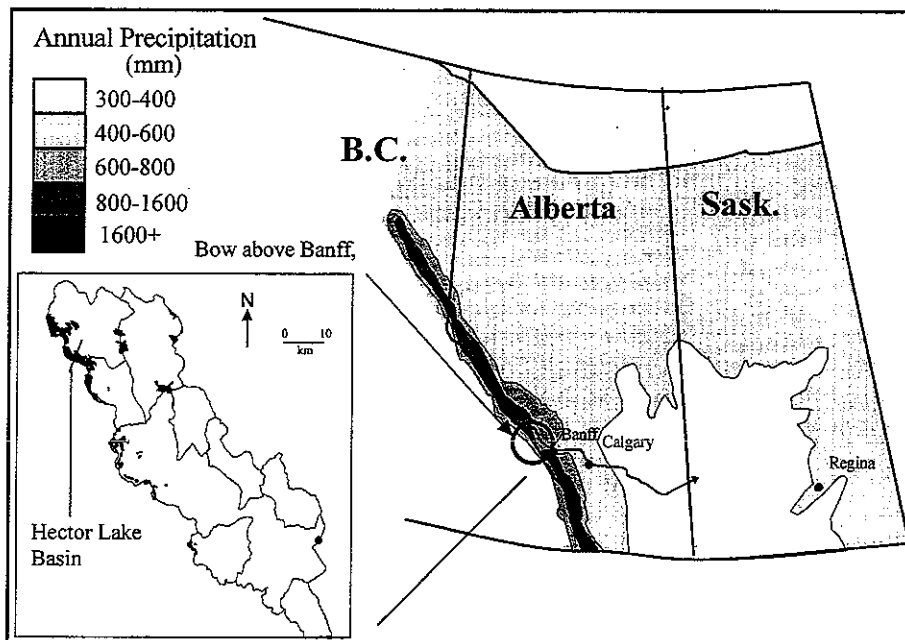 Annual Precipitation
(mm)
300-400
400-600
600-800
800-1600
1600+
B.C.
Alberta
Sask.
Bow above Banff,
N
0 10
km
Banff
Calgary
Regina
Hector Lake
Basin